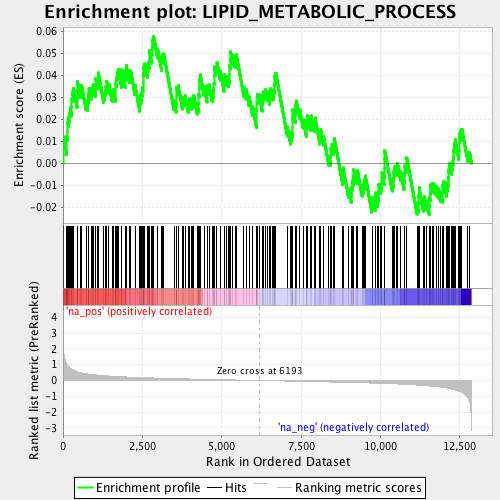 Enrichment plot: LIPID_METABOLIC_PROCESS
Enrichment score (ES)
0.06
0.05
0.04
0.03
0.02
0.01
0.00
-0.01
-0.02
'na_pos' (positively correlated)
Ranked list metric (PreRanked)
4
3
2
1
0
-1
-2
-3
Zero cross at 6193
'na_neg' (negatively correlated)
0
2,500
5,000
7,500
10,000
12,500
Rank in Ordered Dataset
Enrichment profile
Hits
Ranking metric scores